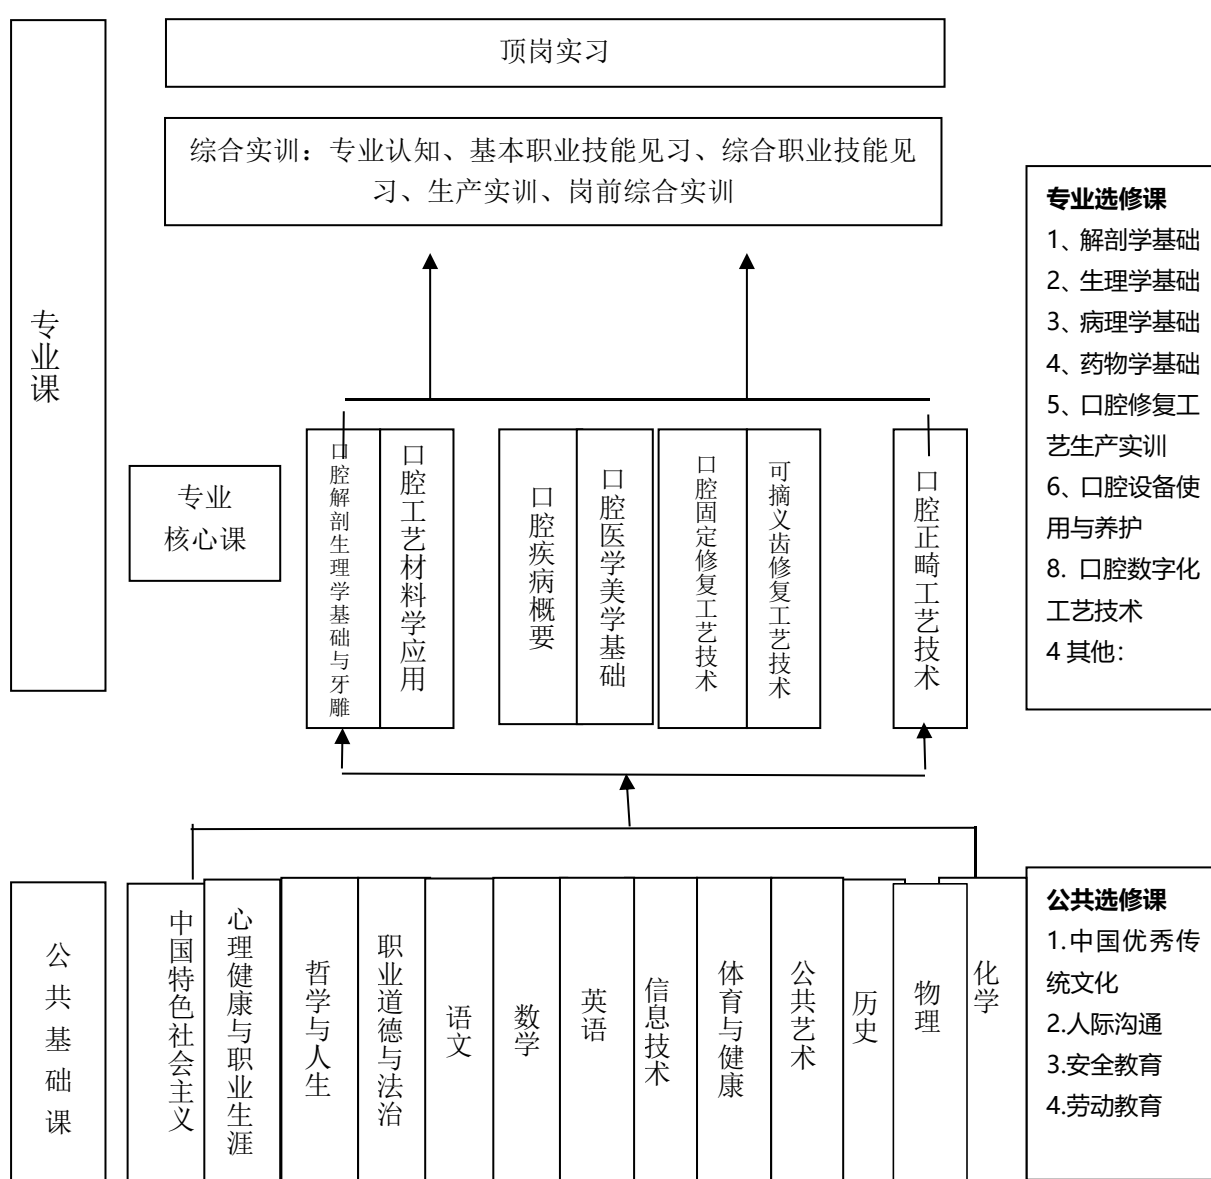 顶岗实习
综合实训：专业认知、基本职业技能见习、综合职业技能见
习、生产实训、岗前综合实训
专业课
专业
核心课
口腔解剖生理学基础与牙雕
口腔工艺材料学应用
口腔疾病概要
口腔医学美学基础
口腔固定修复工艺技术
可摘义齿修复工艺技术
口腔正畸工艺技术
专业选修课
1、解剖学基础
2、生理学基础
3、病理学基础
4、药物学基础
5、口腔修复工
艺生产实训
6、口腔设备使
用与养护
8. 口腔数字化
工艺技术
4 其他：
公共基础课
中国特色社会主义
心理健康与职业生涯
哲学与人生
职业道德与法治
语文
数学
英语
信息技术
体育与健康
公共艺术
历史
物理
化学
公共选修课
1.中国优秀传
统文化
2.人际沟通
3.安全教育
4.劳动教育